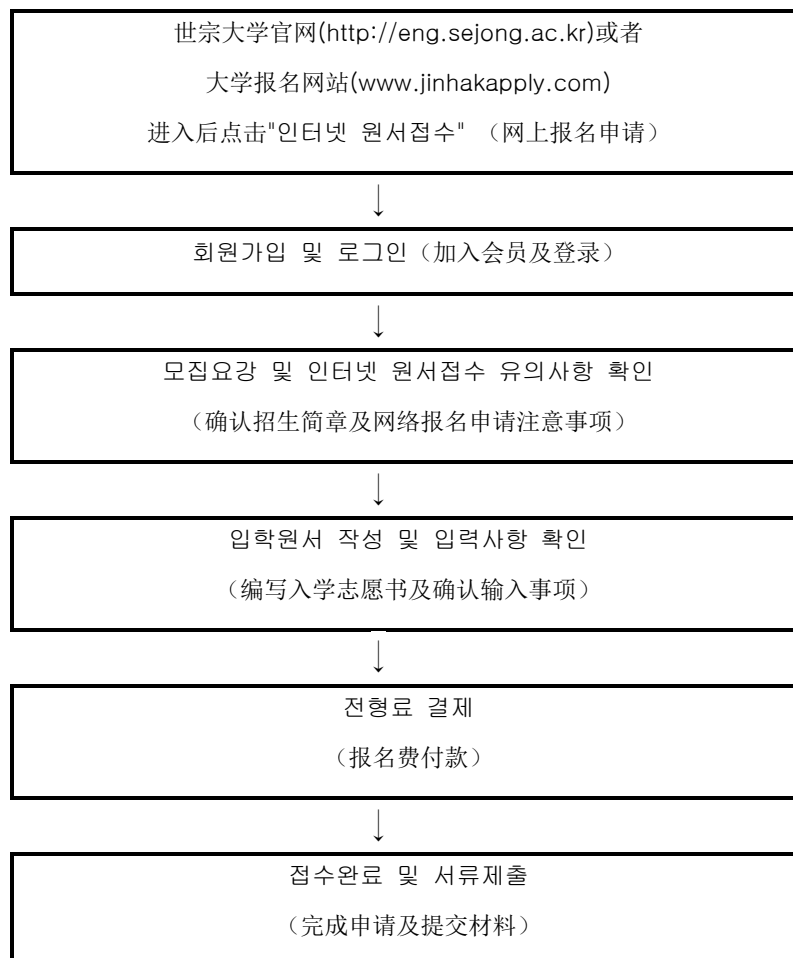 世宗大学官网(http://eng.sejong.ac.kr)或者
大学报名网站(www.jinhakapply.com)
进入后点击"인터넷 원서접수" （网上报名申请）
↓
회원가입 및 로그인（加入会员及登录）
↓
모집요강 및 인터넷 원서접수 유의사항 확인
（确认招生简章及网络报名申请注意事项）
↓
입학원서 작성 및 입력사항 확인
（编写入学志愿书及确认输入事项）
↓
전형료 결제
（报名费付款）
↓
접수완료 및 서류제출
（完成申请及提交材料）